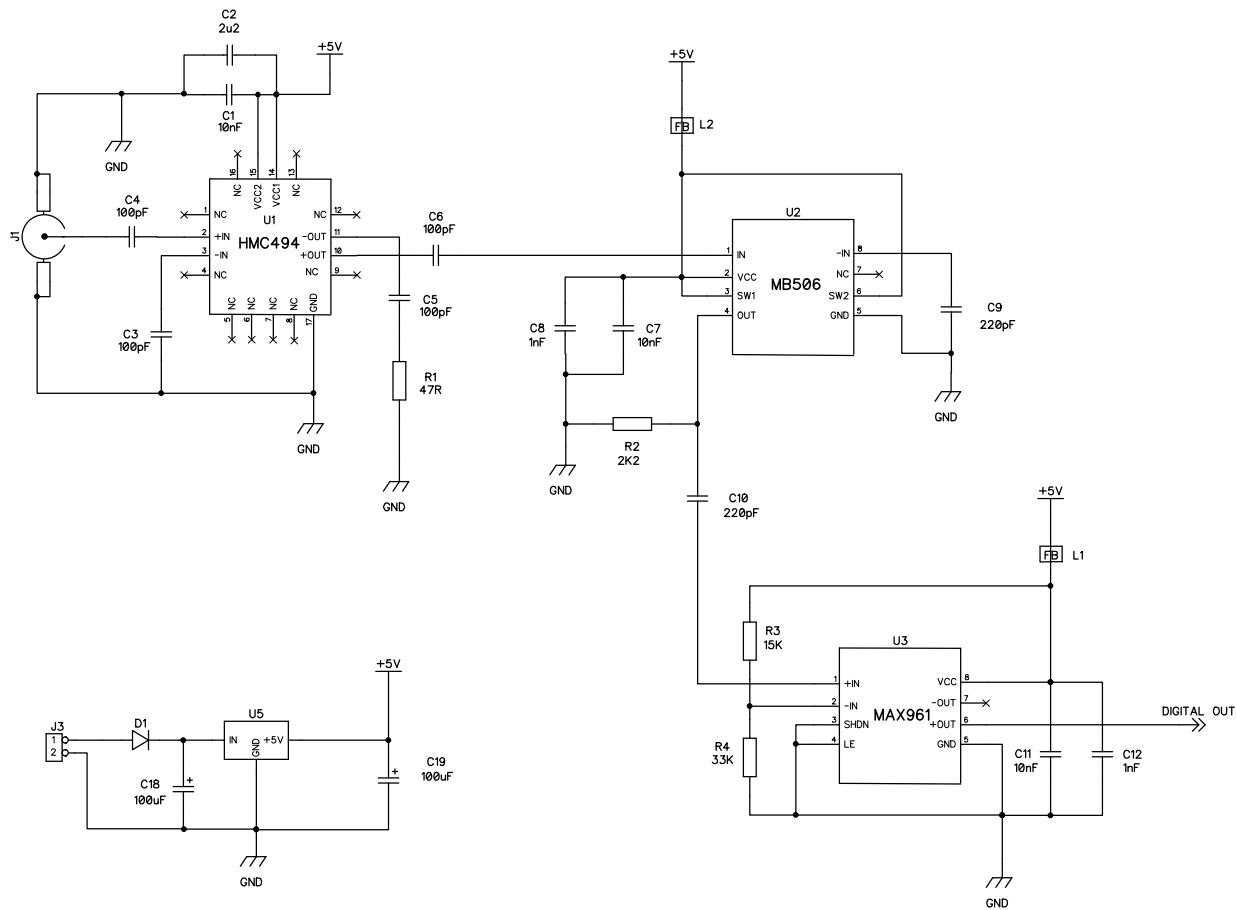 C2
2u2
+5V
C1
10nF
GND
J1
C4
100pF
C3
100pF
16 NC
15 VCC2
14 VCC1
13 NC
U1
HMC494
1 NC
2 +IN
3 -IN
4 NC
NC 12
-OUT 11
+OUT 10
NC 9
5 NC
6 NC
7 NC
8 NC
17 GND
GND
C6
100pF
C5
100pF
R1
47R
GND
+5V
FB L2
U2
MB506
1 IN
2 VCC
3 SW1
4 OUT
-IN 8
NC 7
SW2 6
GND 5
C9
220pF
GND
C8
1nF
C7
10nF
R2
2K2
GND
C10
220pF
+5V
FB L1
R3
15K
R4
33K
U3
MAX961
1 +IN
2 -IN
3 SHDN
4 LE
VCC 8
-OUT 7
+OUT 6
GND 5
DIGITAL OUT
C11
10nF
C12
1nF
GND
J3
1
2
D1
U5
IN
GND
+5V
+5V
C18
100uF
+
C19
100uF
+
GND